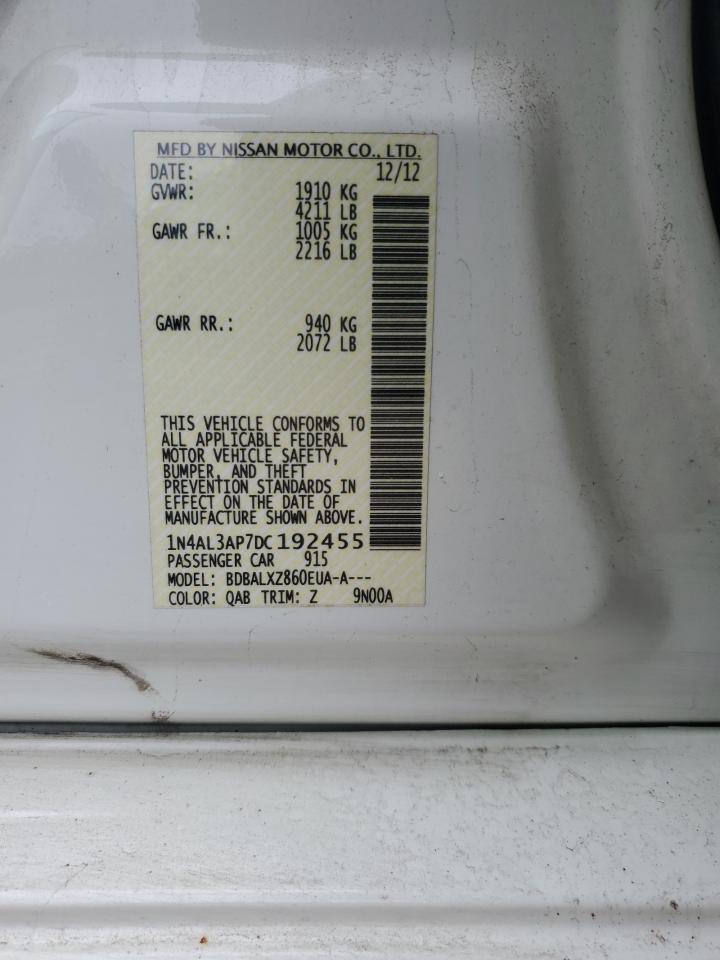 MFD BY NISSAN MOTOR CO., LTD.
DATE: 12/12
GVWR: 1910 KG
4211 LB
GAWR FR.: 1005 KG
2216 LB
GAWR RR.: 940 KG
2072 LB
THIS VEHICLE CONFORMS TO
ALL APPLICABLE FEDERAL
MOTOR VEHICLE SAFETY,
BUMPER, AND THEFT
PREVENTION STANDARDS IN
EFFECT ON THE DATE OF
MANUFACTURE SHOWN ABOVE.
1N4AL3AP7DC192455
PASSENGER CAR 915
MODEL: BDBALXZ860EUA-A---
COLOR: QAB TRIM: Z 9N00A